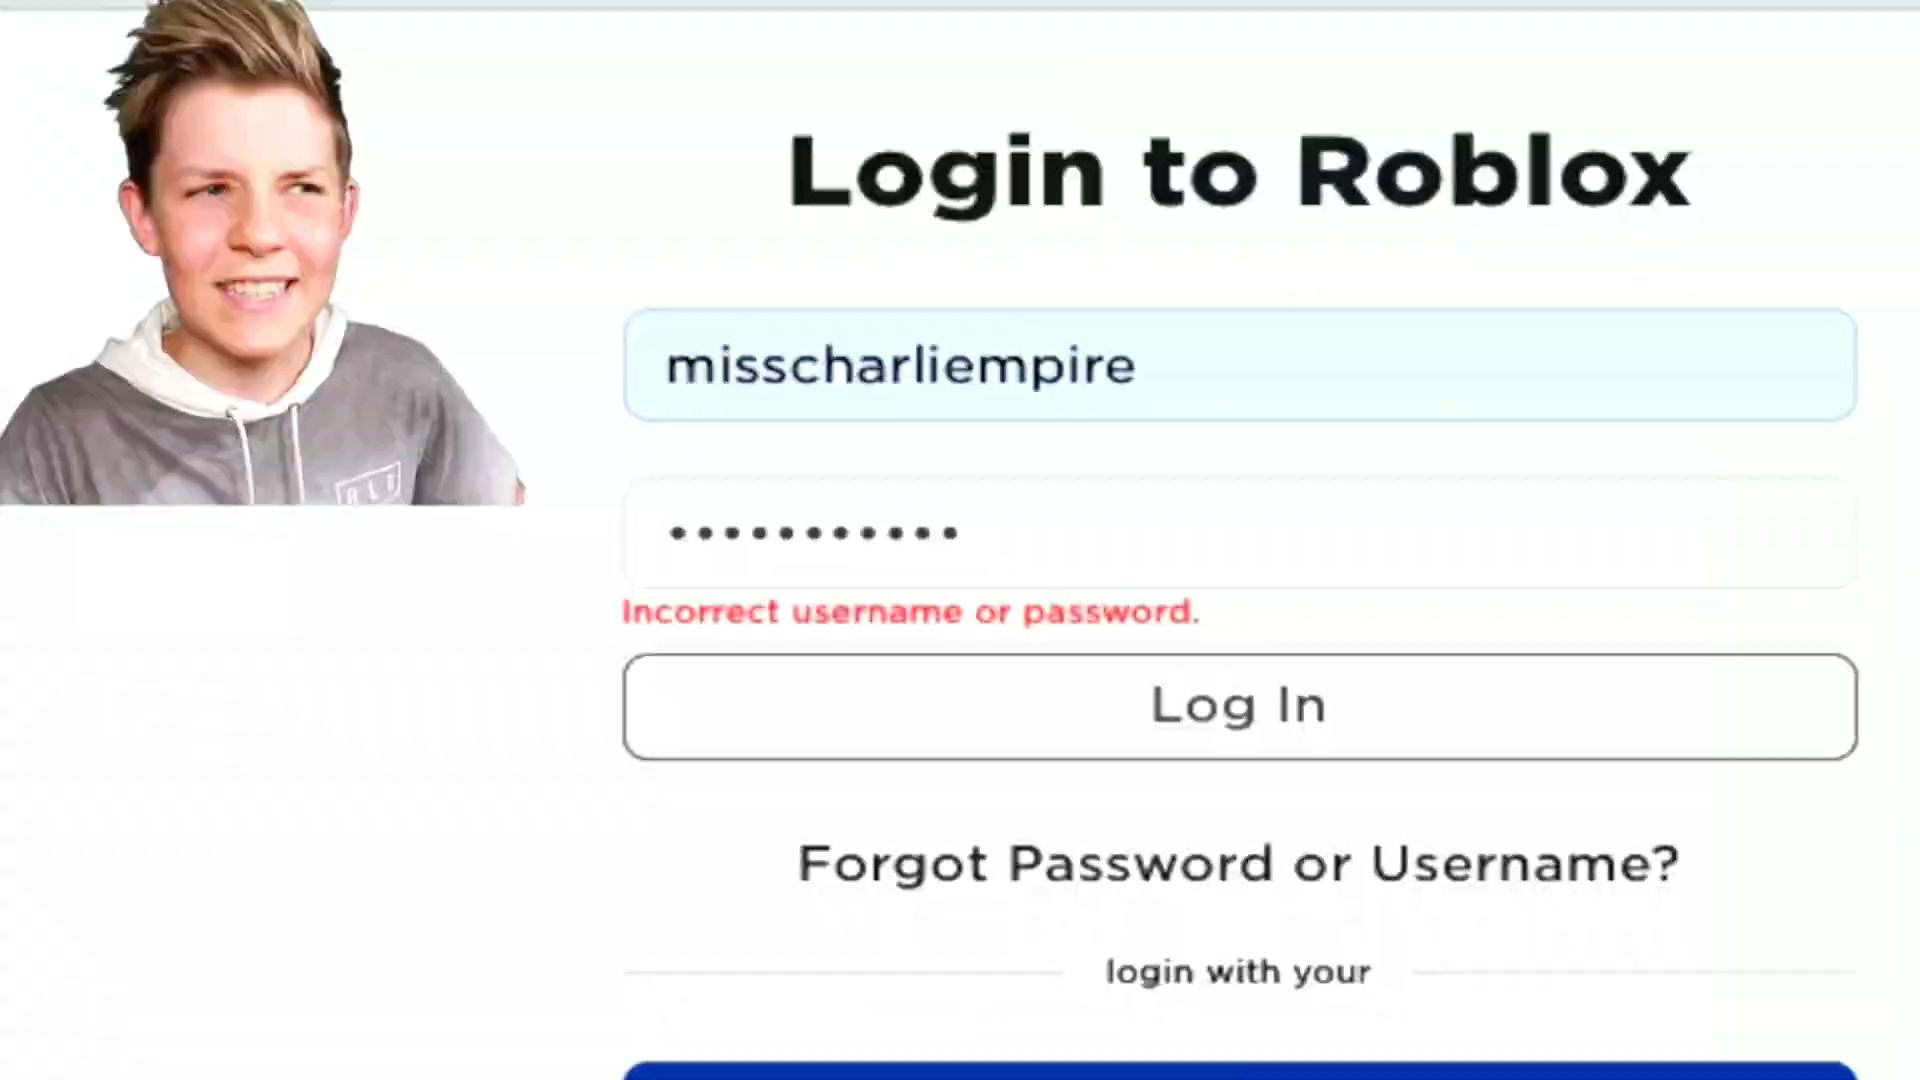 Login to Roblox
misscharliempire
•••••••••••
Incorrect username or password.
Log In
Forgot Password or Username?
login with your